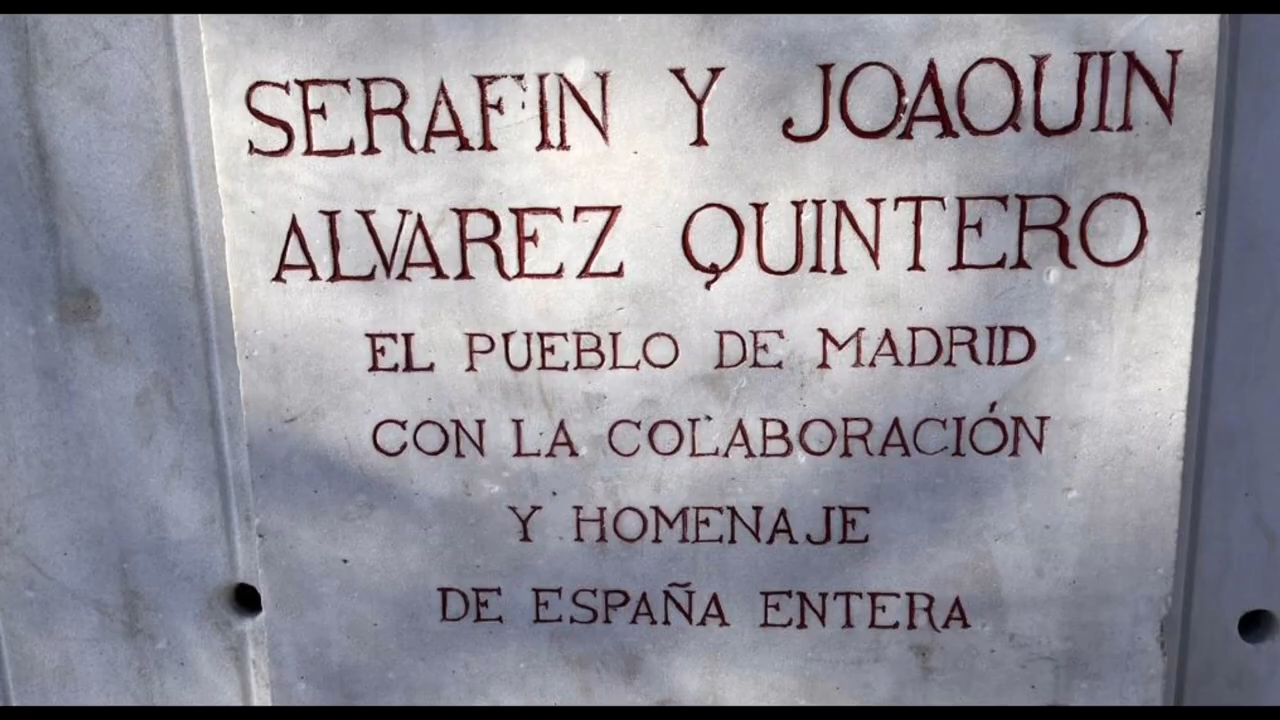 SERAFIN Y JOAQUIN
ALVAREZ QUINTERO
EL PUEBLO DE MADRID
CON LA COLABORACIÓN
Y HOMENAJE
DE ESPAÑA ENTERA